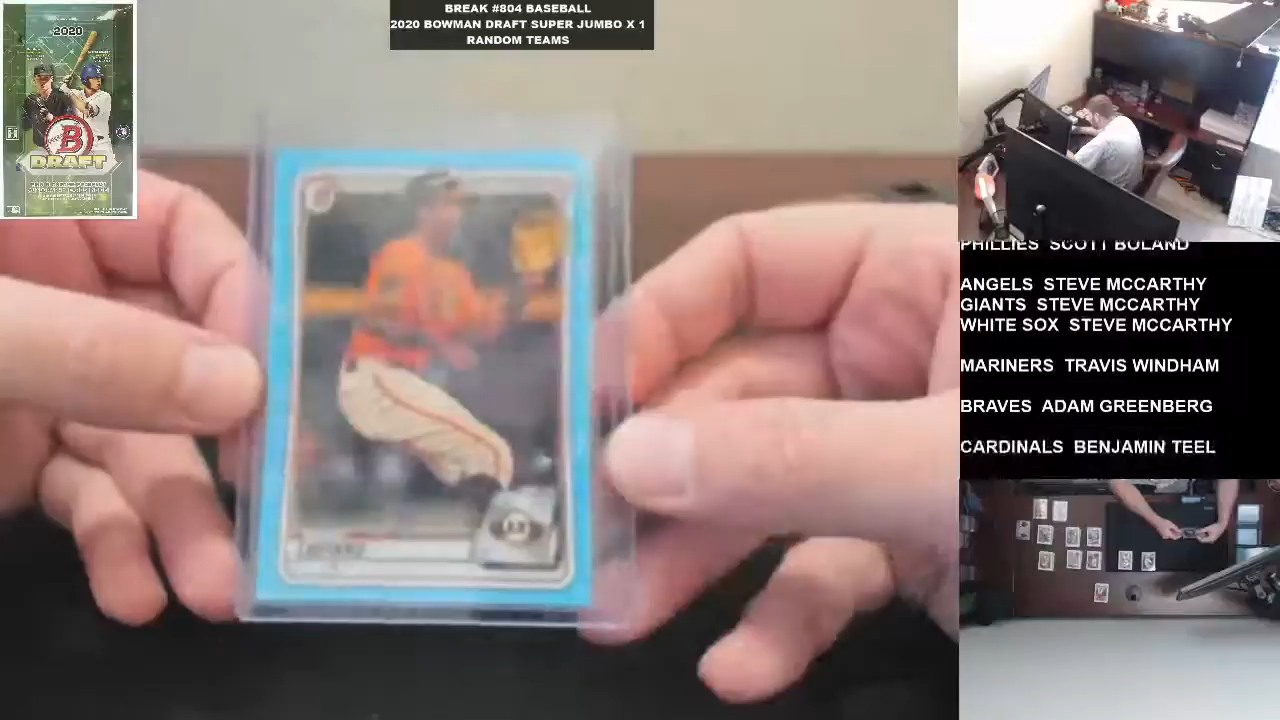 BREAK #804 BASEBALL
2020 BOWMAN DRAFT SUPER JUMBO X 1
RANDOM TEAMS
2020
B
DRAFT
PHILLIES SCOTT BOLAND
ANGELS STEVE MCCARTHY
GIANTS STEVE MCCARTHY
WHITE SOX STEVE MCCARTHY
MARINERS TRAVIS WINDHAM
BRAVES ADAM GREENBERG
CARDINALS BENJAMIN TEEL